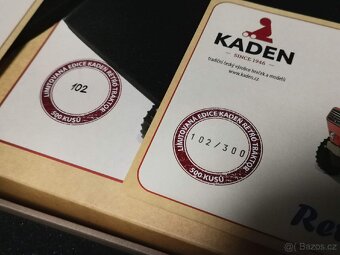 LIMITOVANÁ EDICE KADEN RETRO TRAKTOR
102
500 KUSŮ
KADEN
SINCE 1946
tradiční český výrobce hraček a modelů
www.kaden.cz
LIMITOVANÁ EDICE KADEN RETRO TRAKTOR
102/300
500 KUSŮ
Ret
© Bazos.cz